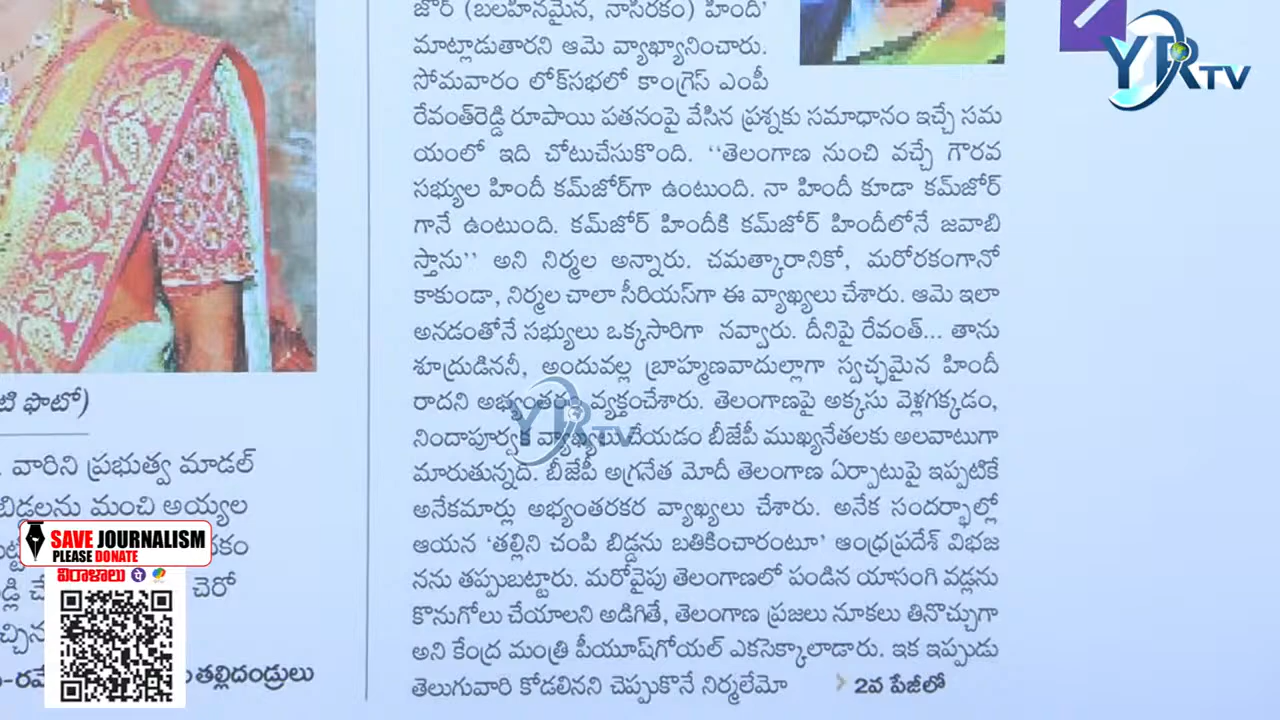 జోర్ (బలహీనమైన, నాసిరకం) హిందీ'
మాట్లాడుతారని ఆమె వ్యాఖ్యానించారు.
సోమవారం లోక్‌సభలో కాంగ్రెస్ ఎంపీ
రేవంత్‌రెడ్డి రూపాయి పతనంపై వేసిన ప్రశ్నకు సమాధానం ఇచ్చే సమ
యంలో ఇది చోటుచేసుకొంది. ‘‘తెలంగాణ నుంచి వచ్చే గౌరవ
సభ్యుల హిందీ కమ్‌జోర్‌గా ఉంటుంది. నా హిందీ కూడా కమ్‌జోర్
గానే ఉంటుంది. కమ్‌జోర్ హిందీకి కమ్‌జోర్ హిందీలోనే జవాబి
స్తాను’’ అని నిర్మల అన్నారు. చమత్కారానికో, మరోరకంగానో
కాకుండా, నిర్మల చాలా సీరియస్‌గా ఈ వ్యాఖ్యలు చేశారు. ఆమె ఇలా
అనడంతోనే సభ్యులు ఒక్కసారిగా నవ్వారు. దీనిపై రేవంత్... తాను
శూద్రుడిననీ, అందువల్ల బ్రాహ్మణవాదుల్లాగా స్వచ్ఛమైన హిందీ
రాదని అభ్యంతరం వ్యక్తంచేశారు. తెలంగాణపై అక్కసు వెళ్లగక్కడం,
నిందాపూర్వక వ్యాఖ్యలు చేయడం బీజేపీ ముఖ్యనేతలకు అలవాటుగా
మారుతున్నది. బీజేపీ అగ్రనేత మోదీ తెలంగాణ ఏర్పాటుపై ఇప్పటికే
అనేకమార్లు అభ్యంతరకర వ్యాఖ్యలు చేశారు. అనేక సందర్భాల్లో
ఆయన ‘తల్లిని చంపి బిడ్డను బతికించారంటూ’ ఆంధ్రప్రదేశ్ విభజ
నను తప్పుబట్టారు. మరోవైపు తెలంగాణలో పండిన యాసంగి వడ్లను
కొనుగోలు చేయాలని అడిగితే, తెలంగాణ ప్రజలు నూకలు తినొచ్చుగా
అని కేంద్ర మంత్రి పీయూష్‌గోయల్ ఎకసెక్కాలాడారు. ఇక ఇప్పుడు
తెలుగువారి కోడలినని చెప్పుకొనే నిర్మలేమో
2వ పేజీలో
టి ఫొటో)
. వారిని ప్రభుత్వ మాడల్
బిడ్డలను మంచి అయ్యల
చెరో
తల్లిదండ్రులు
YR TV
YR TV
SAVE JOURNALISM
PLEASE DONATE
విరాళాలు